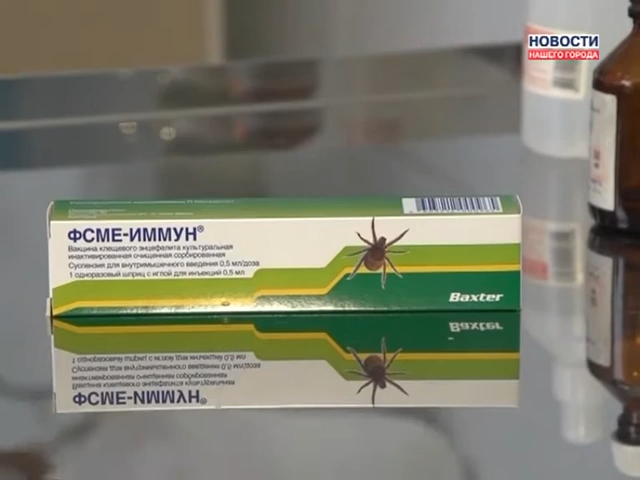 НОВОСТИ
НАШЕГО ГОРОДА
ФСМЕ-ИММУН®
Вакцина клещевого энцефалита культуральная
инактивированная очищенная сорбированная
Суспензия для внутримышечного введения 0,5 мл/доза
1 одноразовый шприц с иглой для инъекций 0,5 мл
Baxter